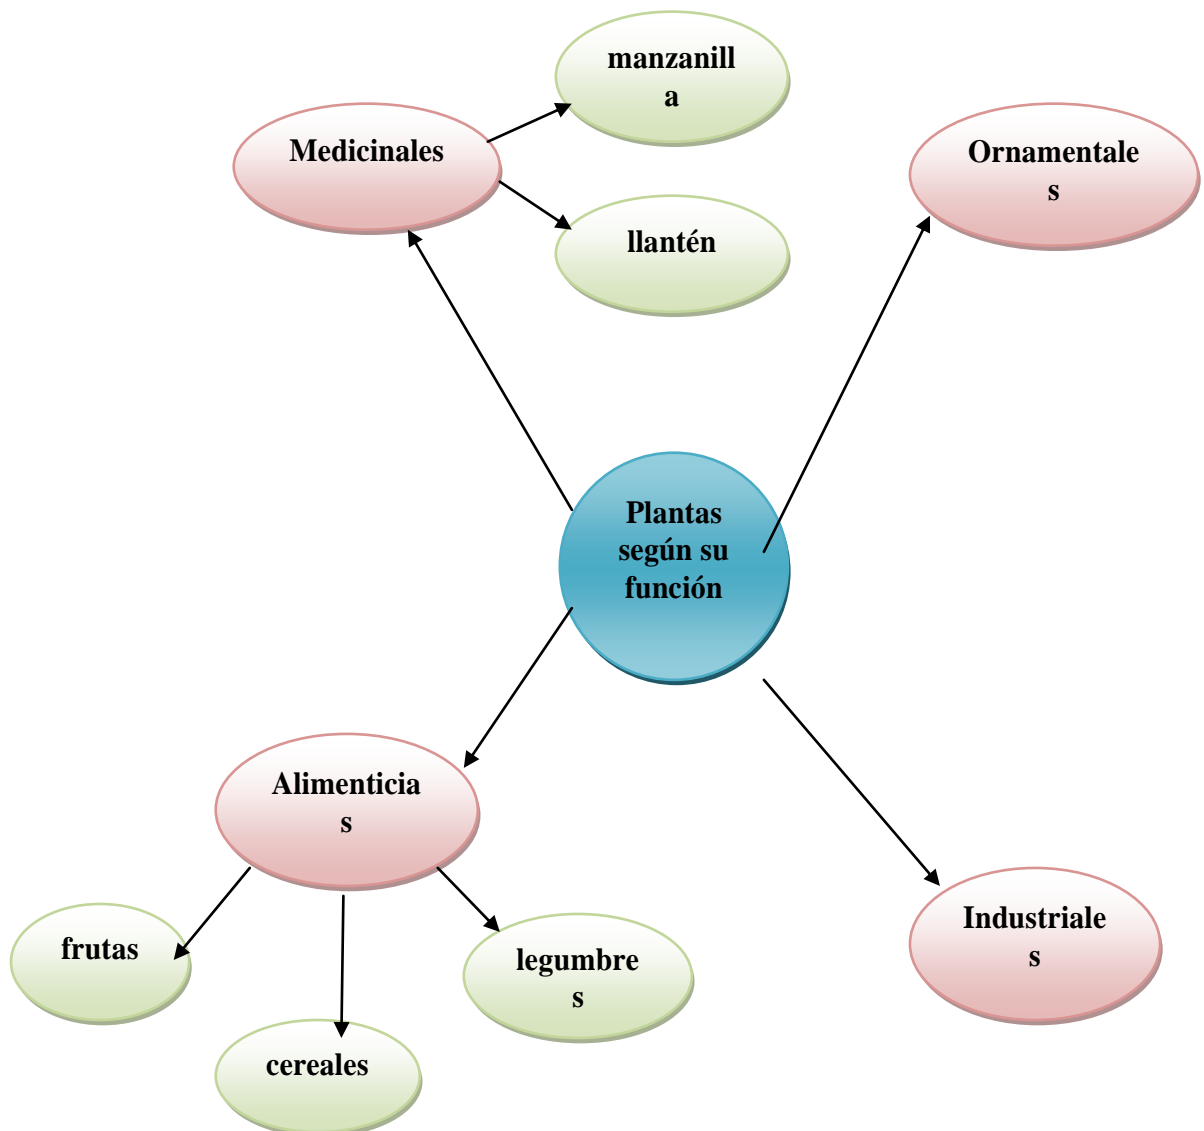 manzanill
a
Medicinales
Ornamentale
s
llantén
Plantas
según su
función
Alimenticia
s
Industriale
s
frutas
legumbre
s
cereales